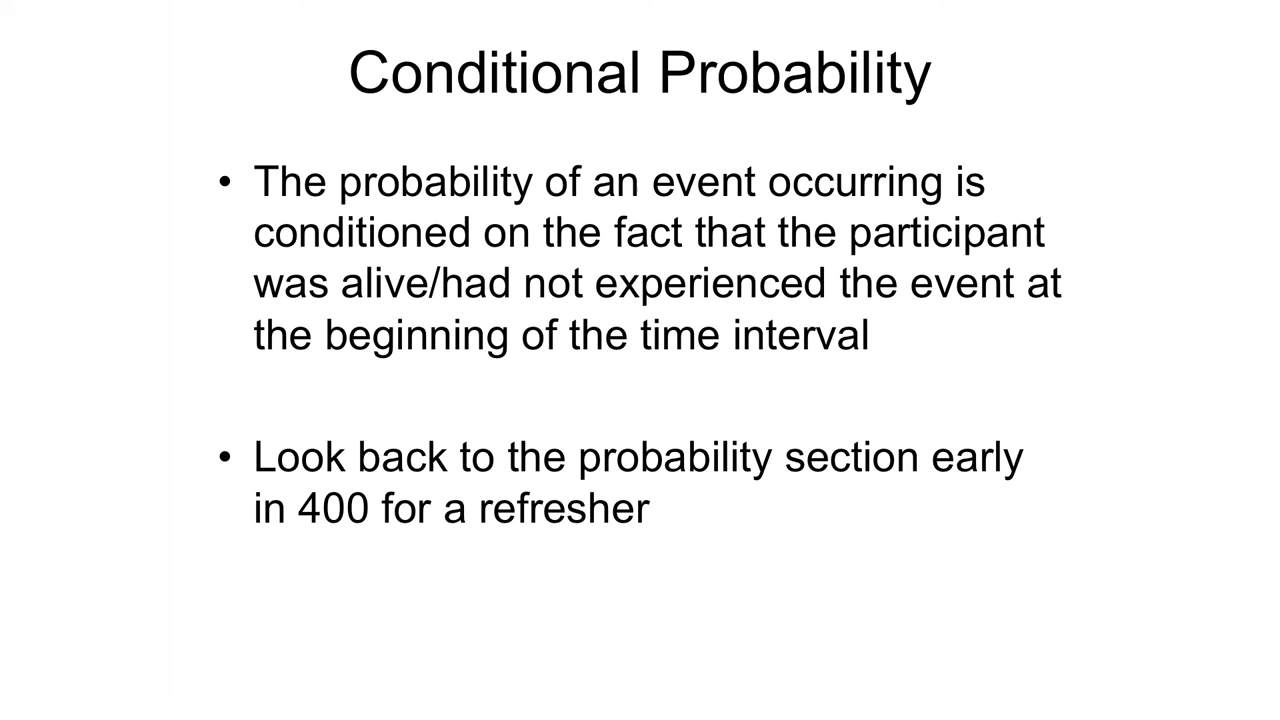 Conditional Probability
• The probability of an event occurring is
conditioned on the fact that the participant
was alive/had not experienced the event at
the beginning of the time interval
• Look back to the probability section early
in 400 for a refresher